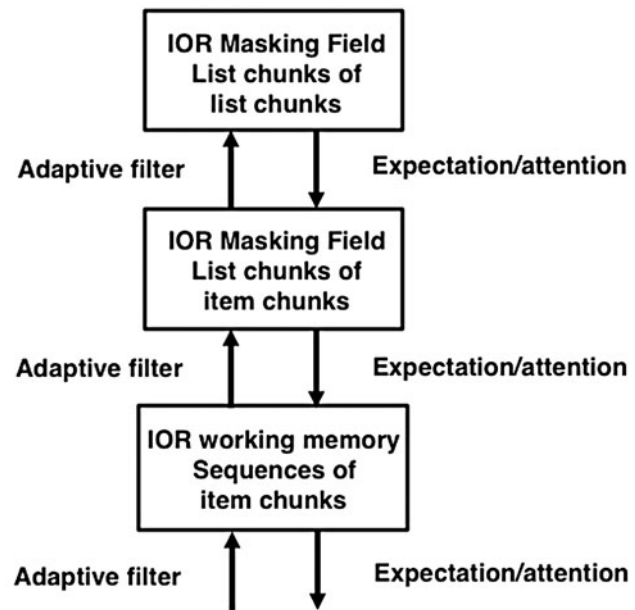 IOR Masking Field
List chunks of
list chunks
Adaptive filter
Expectation/attention
IOR Masking Field
List chunks of
item chunks
Adaptive filter
Expectation/attention
IOR working memory
Sequences of
item chunks
Adaptive filter
Expectation/attention